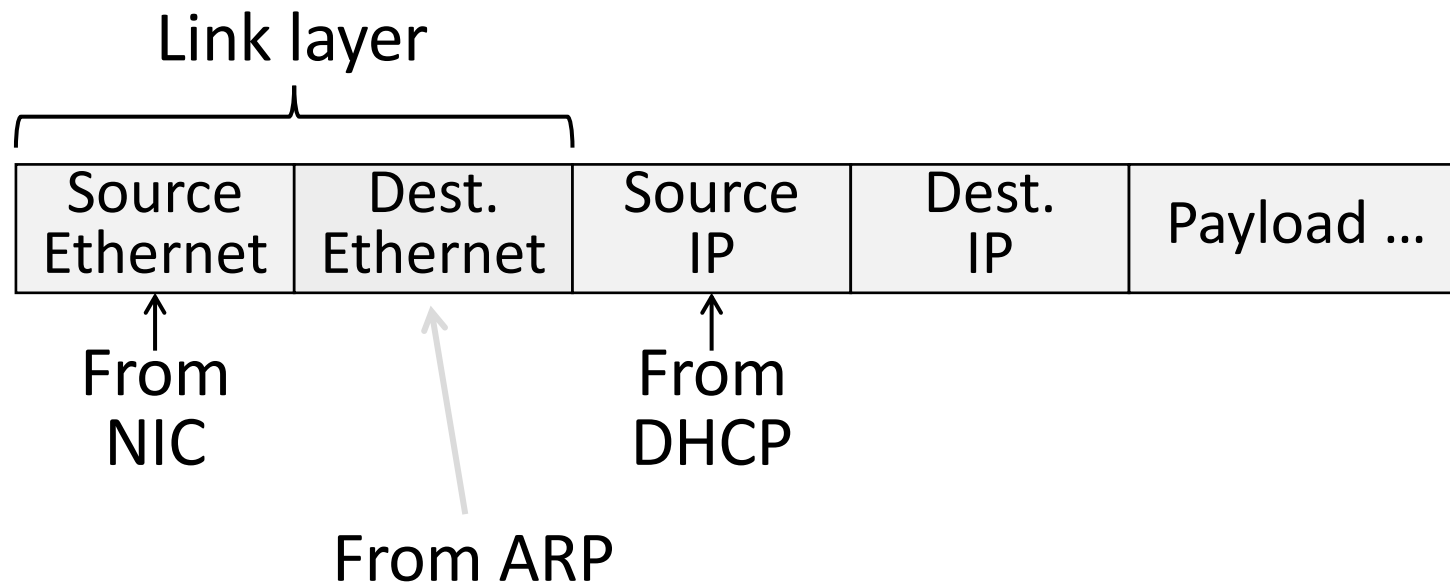 Link layer
Source
Ethernet
Dest.
Ethernet
Source
IP
Dest.
IP
Payload ...
From
NIC
From
DHCP
From ARP